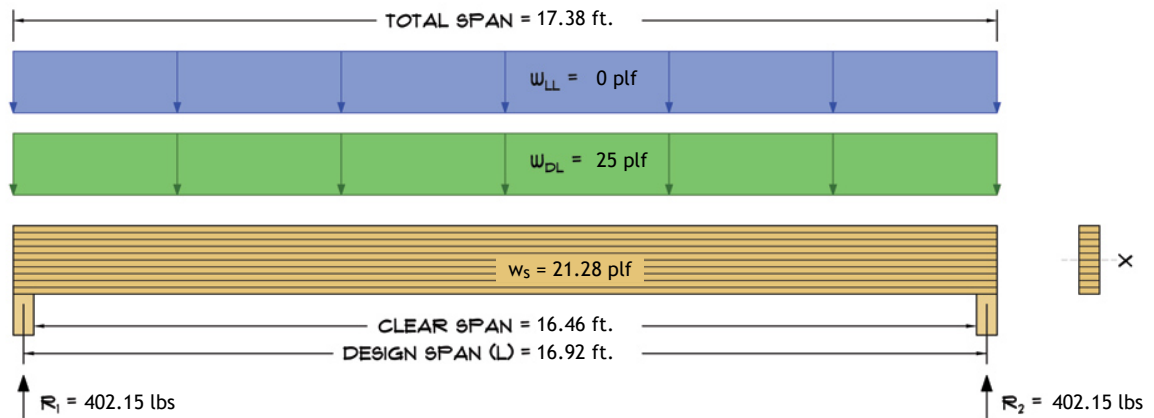 TOTAL SPAN = 17.38 ft.
WLL = 0 plf
WDL = 25 plf
ws = 21.28 plf
X
CLEAR SPAN = 16.46 ft.
DESIGN SPAN (L) = 16.92 ft.
R1 = 402.15 lbs
R2 = 402.15 lbs